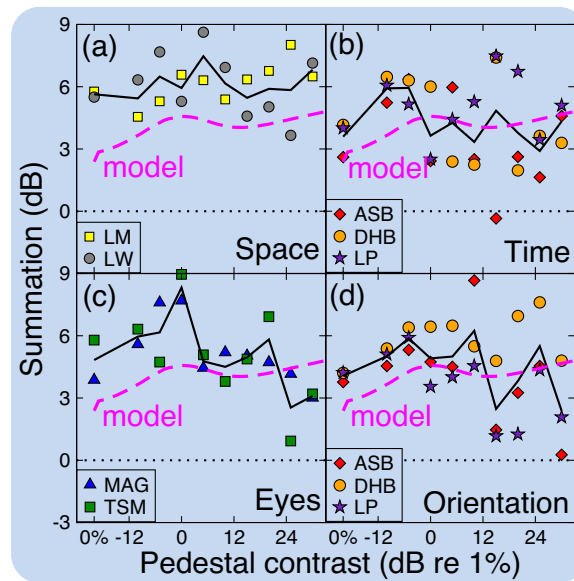 Summation (dB)
9
6
3
0
(a)
model
LM
LW
Space
(b)
model
ASB
DHB
LP
Time
9
6
3
0
-3
(c)
model
MAG
TSM
Eyes
(d)
model
ASB
DHB
LP
Orientation
0% -12 0 12 24
0% -12 0 12 24
Pedestal contrast (dB re 1%)